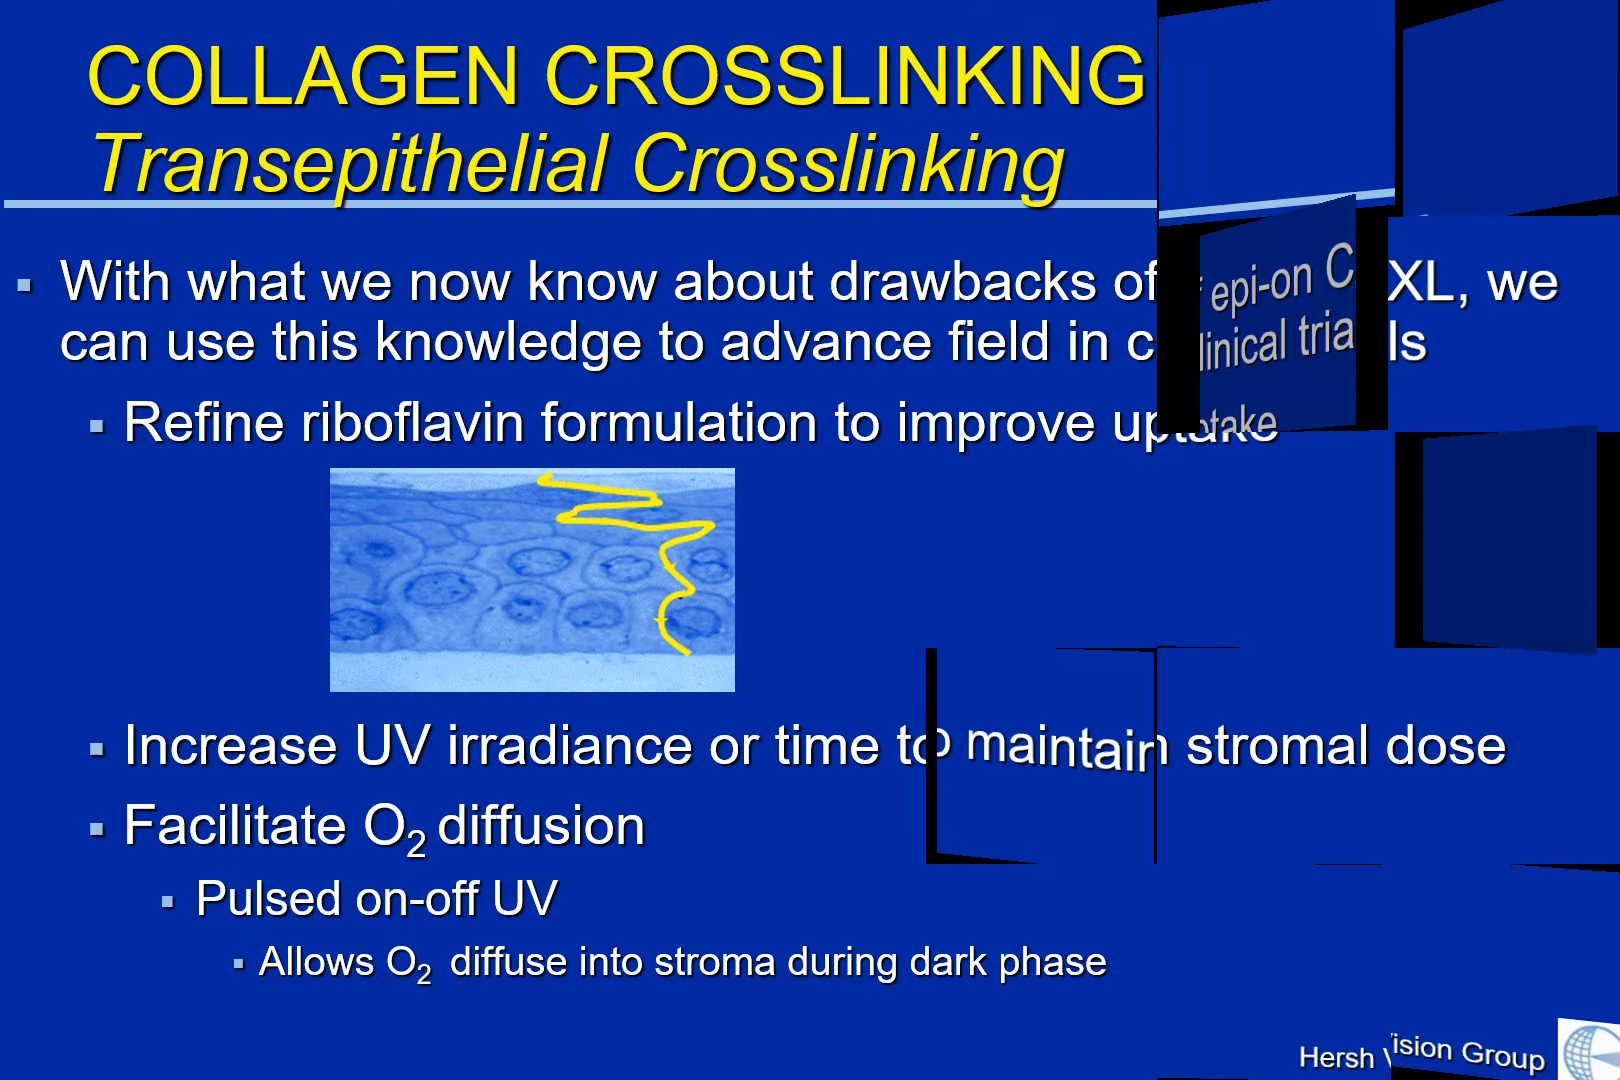 COLLAGEN CROSSLINKING
Transepithelial Crosslinking
▪ With what we now know about drawbacks of epi-on CXL, we
can use this knowledge to advance field in clinical trials
▪ Refine riboflavin formulation to improve uptake
▪ Increase UV irradiance or time to maintain stromal dose
▪ Facilitate O₂ diffusion
▪ Pulsed on-off UV
▪ Allows O₂ diffuse into stroma during dark phase
Hersh Vision Group